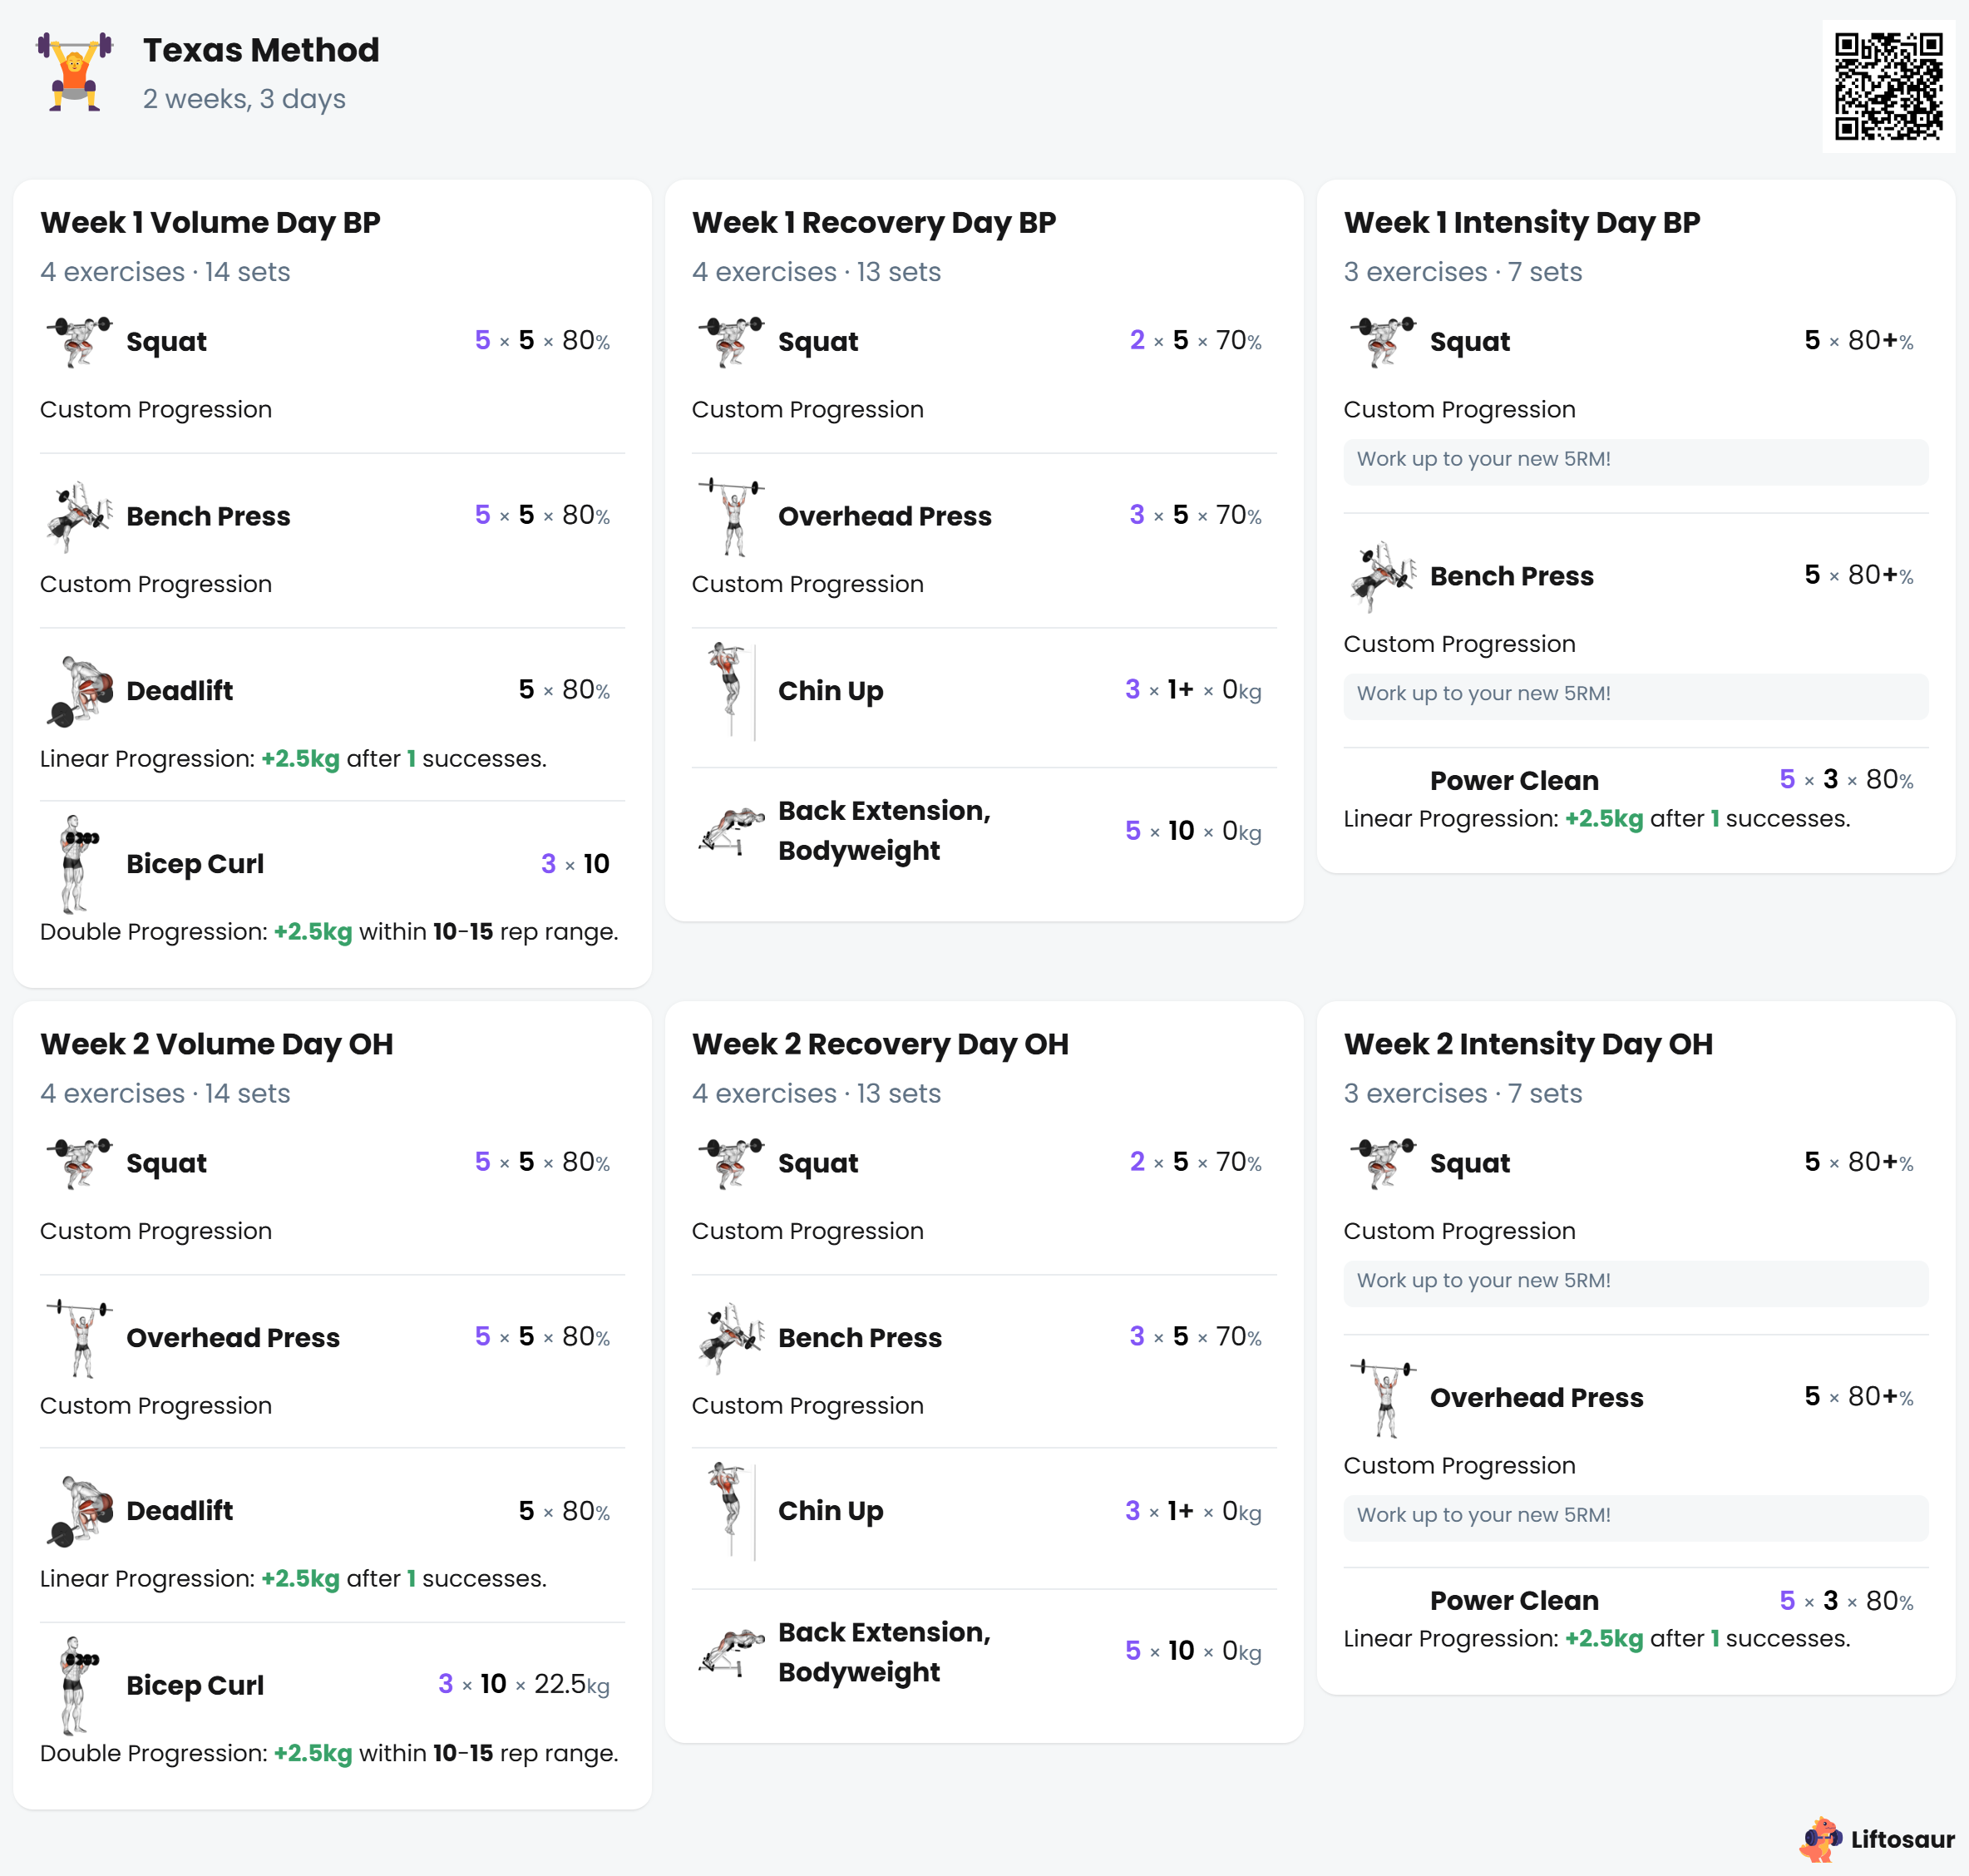 Texas Method
2 weeks, 3 days
Week 1 Volume Day BP
4 exercises · 14 sets
Squat 5 × 5 × 80%
Custom Progression
Bench Press 5 × 5 × 80%
Custom Progression
Deadlift 5 × 80%
Linear Progression: +2.5kg after 1 successes.
Bicep Curl 3 × 10
Double Progression: +2.5kg within 10-15 rep range.
Week 1 Recovery Day BP
4 exercises · 13 sets
Squat 2 × 5 × 70%
Custom Progression
Overhead Press 3 × 5 × 70%
Custom Progression
Chin Up 3 × 1+ × 0kg
Back Extension,
Bodyweight 5 × 10 × 0kg
Week 1 Intensity Day BP
3 exercises · 7 sets
Squat 5 × 80+%
Custom Progression
Work up to your new 5RM!
Bench Press 5 × 80+%
Custom Progression
Work up to your new 5RM!
Power Clean 5 × 3 × 80%
Linear Progression: +2.5kg after 1 successes.
Week 2 Volume Day OH
4 exercises · 14 sets
Squat 5 × 5 × 80%
Custom Progression
Overhead Press 5 × 5 × 80%
Custom Progression
Deadlift 5 × 80%
Linear Progression: +2.5kg after 1 successes.
Bicep Curl 3 × 10 × 22.5kg
Double Progression: +2.5kg within 10-15 rep range.
Week 2 Recovery Day OH
4 exercises · 13 sets
Squat 2 × 5 × 70%
Custom Progression
Bench Press 3 × 5 × 70%
Custom Progression
Chin Up 3 × 1+ × 0kg
Back Extension,
Bodyweight 5 × 10 × 0kg
Week 2 Intensity Day OH
3 exercises · 7 sets
Squat 5 × 80+%
Custom Progression
Work up to your new 5RM!
Overhead Press 5 × 80+%
Custom Progression
Work up to your new 5RM!
Power Clean 5 × 3 × 80%
Linear Progression: +2.5kg after 1 successes.
Liftosaur